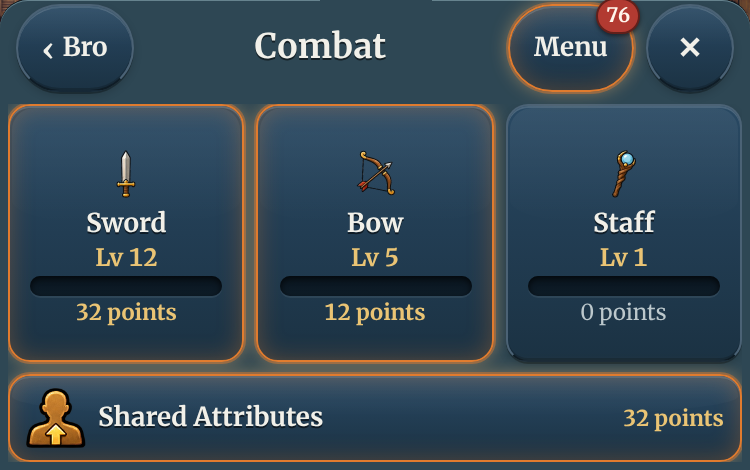 ‹ Bro
Combat
Menu
76
✕
Sword
Lv 12
32 points
Bow
Lv 5
12 points
Staff
Lv 1
0 points
Shared Attributes
32 points